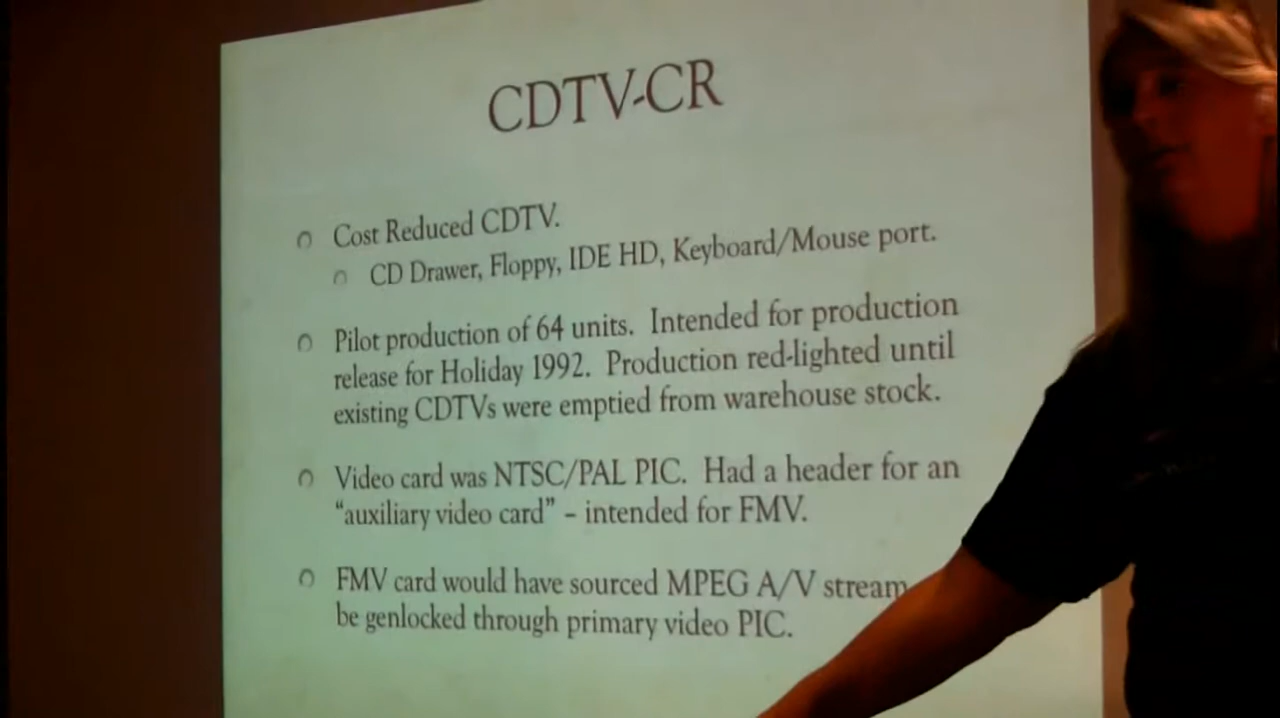 CDTV-CR
Cost Reduced CDTV.
CD Drawer, Floppy, IDE HD, Keyboard/Mouse port.
Pilot production of 64 units. Intended for production
release for Holiday 1992. Production red-lighted until
existing CDTVs were emptied from warehouse stock.
Video card was NTSC/PAL PIC. Had a header for an
“auxiliary video card” – intended for FMV.
FMV card would have sourced MPEG A/V stream
be genlocked through primary video PIC.